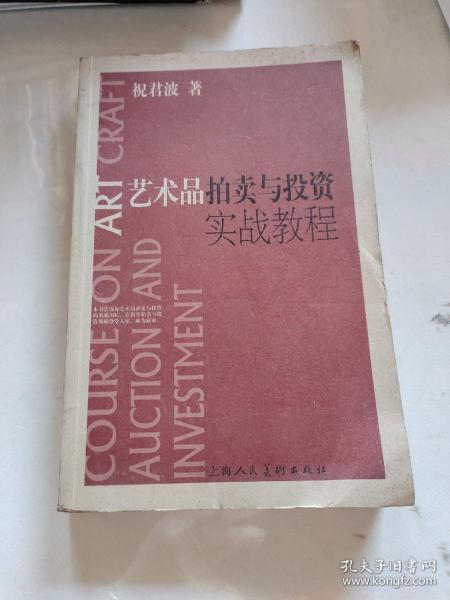 祝君波 著
艺术品拍卖与投资
实战教程
COURSE ON ART CRAFT
AUCTION AND
INVESTMENT
上海人民美術出版社
孔夫子旧书网
www.kongfz.com